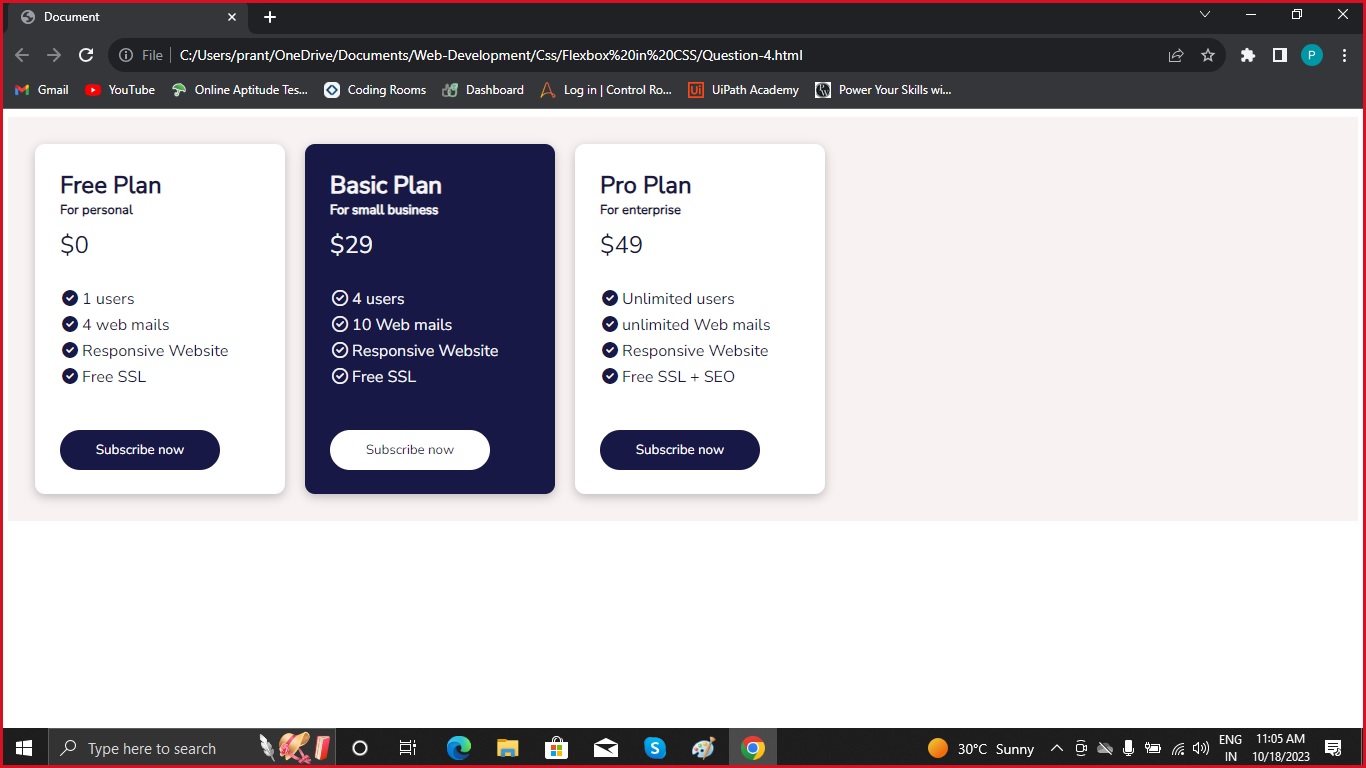 Document
File C:/Users/prant/OneDrive/Documents/Web-Development/Css/Flexbox%20in%20CSS/Question-4.html
P
Gmail YouTube Online Aptitude Tes... Coding Rooms Dashboard Log in | Control Ro... Ui UiPath Academy Power Your Skills wi...
Free Plan
For personal
$0
1 users
4 web mails
Responsive Website
Free SSL
Subscribe now
Basic Plan
For small business
$29
4 users
10 Web mails
Responsive Website
Free SSL
Subscribe now
Pro Plan
For enterprise
$49
Unlimited users
unlimited Web mails
Responsive Website
Free SSL + SEO
Subscribe now
Type here to search
S
30°C Sunny
ENG
IN
11:05 AM
10/18/2023